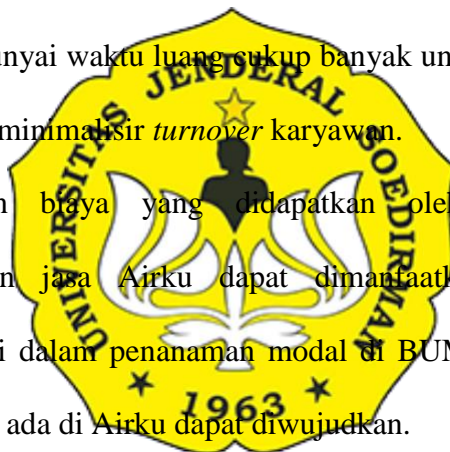 unyai waktu luang cukup banyak un
minimalisir turnover karyawan.
n biaya yang didapatkan oleh
n jasa Airku dapat dimanfaatk
i dalam penanaman modal di BUM
ada di Airku dapat diwujudkan.
UNIVERSITAS JENDERAL SOEDIRMAN
1963